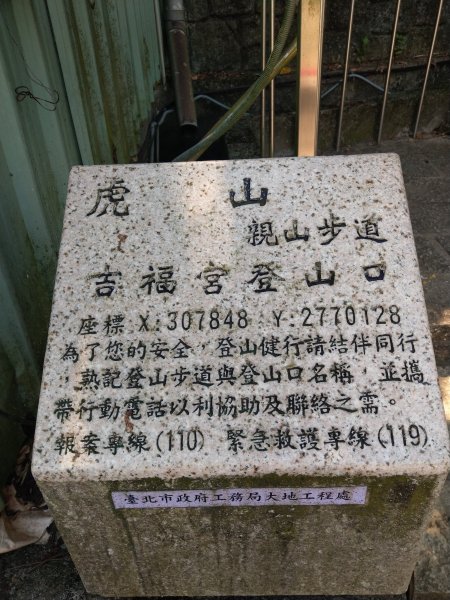 虎山
親山步道
吉福宮登山口
座標 X:307848 Y:2770128
為了您的安全，登山健行請結伴同行
，熟記登山步道與登山口名稱，並攜
帶行動電話以利協助及聯絡之需。
報案專線(110) 緊急救護專線(119)
臺北市政府工務局大地工程處